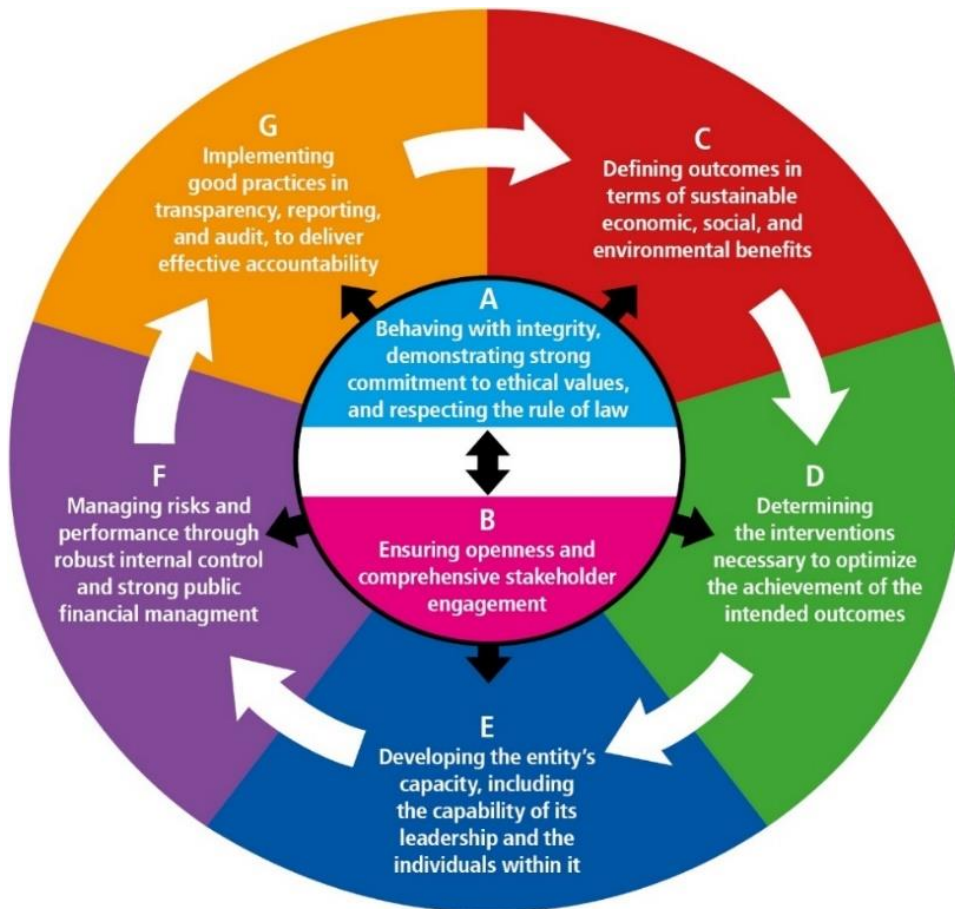 G
Implementing
good practices in
transparency, reporting,
and audit, to deliver
effective accountability
C
Defining outcomes in
terms of sustainable
economic, social, and
environmental benefits
A
Behaving with integrity,
demonstrating strong
commitment to ethical values,
and respecting the rule of law
F
Managing risks and
performance through
robust internal control
and strong public
financial managment
B
Ensuring openness and
comprehensive stakeholder
engagement
D
Determining
the interventions
necessary to optimize
the achievement of the
intended outcomes
E
Developing the entity’s
capacity, including
the capability of its
leadership and the
individuals within it